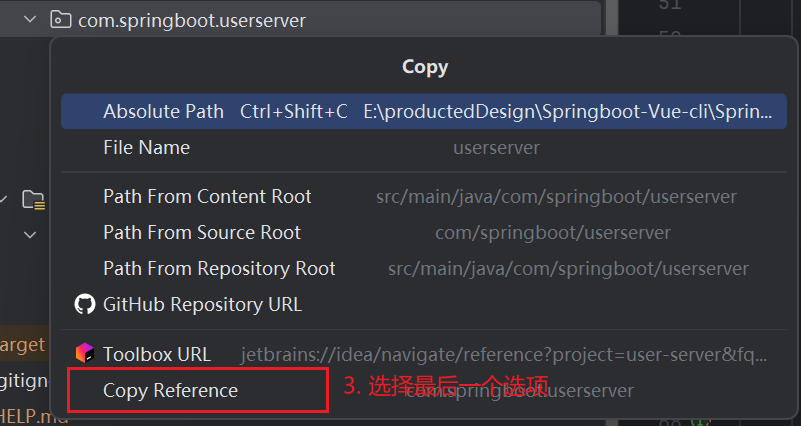 51
com.springboot.userserver
Copy
Absolute Path Ctrl+Shift+C E:\productedDesign\Springboot-Vue-cli\Sprin...
File Name userserver
Path From Content Root src/main/java/com/springboot/userserver
Path From Source Root com/springboot/userserver
Path From Repository Root src/main/java/com/springboot/userserver
GitHub Repository URL
arget
Toolbox URL jetbrains://idea/navigate/reference?project=user-server&fq...
gitign
Copy Reference com.springboot.userserver
3. 选择最后一个选项
HELP.md